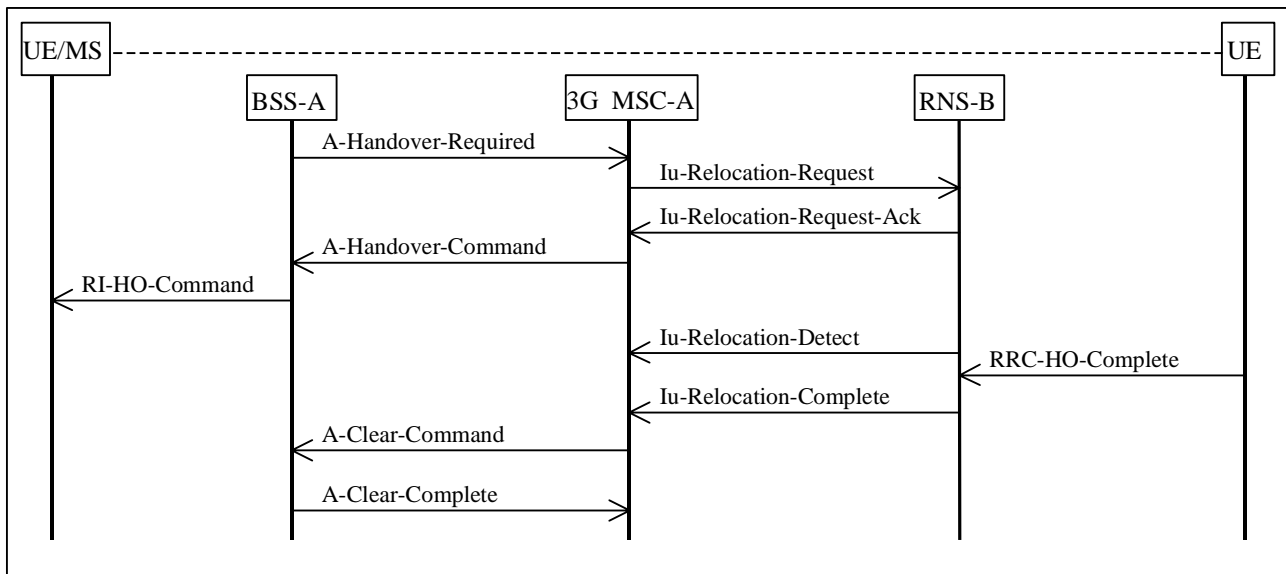 UE/MS
UE
BSS-A
3G MSC-A
RNS-B
A-Handover-Required
Iu-Relocation-Request
Iu-Relocation-Request-Ack
A-Handover-Command
RI-HO-Command
Iu-Relocation-Detect
RRC-HO-Complete
Iu-Relocation-Complete
A-Clear-Command
A-Clear-Complete